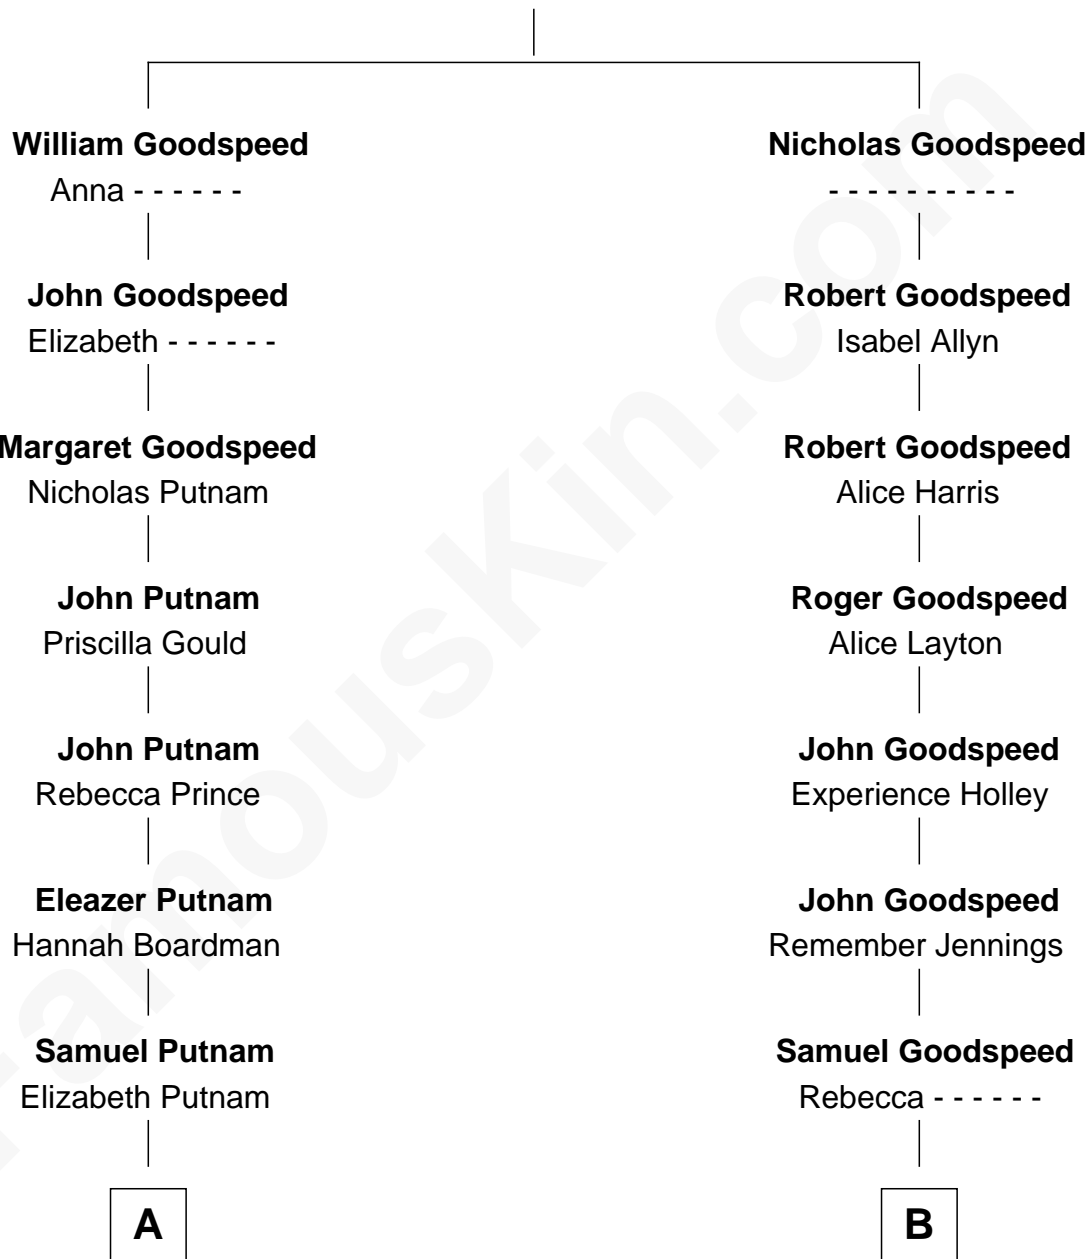 William Goodspeed
Anna - - - - - -
John Goodspeed
Elizabeth - - - - - -
Margaret Goodspeed
Nicholas Putnam
John Putnam
Priscilla Gould
John Putnam
Rebecca Prince
Eleazer Putnam
Hannah Boardman
Samuel Putnam
Elizabeth Putnam
A
Nicholas Goodspeed
- - - - - - - - - -
Robert Goodspeed
Isabel Allyn
Robert Goodspeed
Alice Harris
Roger Goodspeed
Alice Layton
John Goodspeed
Experience Holley
John Goodspeed
Remember Jennings
Samuel Goodspeed
Rebecca - - - - - -
B
FamousKin.com